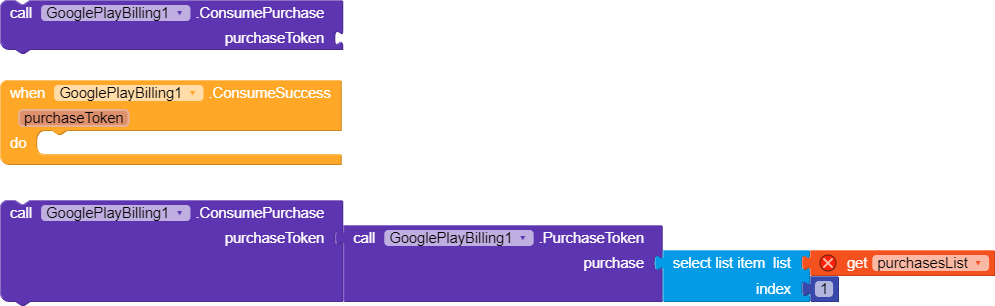 call GooglePlayBilling1 .ConsumePurchase
purchaseToken
when GooglePlayBilling1 .ConsumeSuccess
purchaseToken
do
call GooglePlayBilling1 .ConsumePurchase
purchaseToken call GooglePlayBilling1 .PurchaseToken
purchase select list item list get purchasesList
index 1